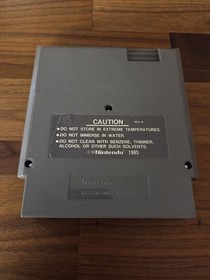 CAUTION
●DO NOT STORE IN EXTREME TEMPERATURES.
●DO NOT IMMERSE IN WATER.
●DO NOT CLEAN WITH BENZENE, THINNER,
ALCOHOL OR OTHER SUCH SOLVENTS.
©Nintendo 1985
Nintendo